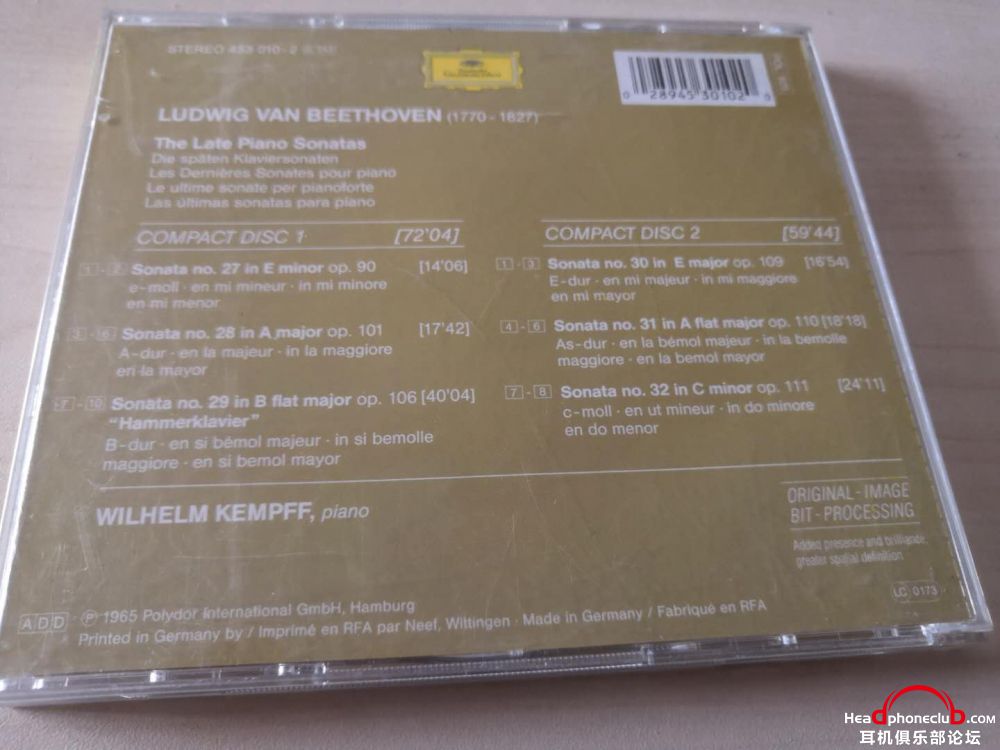 STEREO 453 010-2
Deutsche
Grammophon
0 28945 30102 0
LUDWIG VAN BEETHOVEN (1770-1827)
The Late Piano Sonatas
Die späten Klaviersonaten
Les Dernières Sonates pour piano
Le ultime sonate per pianoforte
Las últimas sonatas para piano
COMPACT DISC 1 [72'04]
1 - 2 Sonata no. 27 in E minor op. 90 [14'06]
e-moll · en mi mineur · in mi minore
en mi menor
3 - 6 Sonata no. 28 in A major op. 101 [17'42]
A-dur · en la majeur · in la maggiore
en la mayor
7 - 10 Sonata no. 29 in B flat major op. 106 [40'04]
"Hammerklavier"
B-dur · en si bémol majeur · in si bemolle
maggiore · en si bemol mayor
COMPACT DISC 2 [59'44]
1 - 3 Sonata no. 30 in E major op. 109 [16'54]
E-dur · en mi majeur · in mi maggiore
en mi mayor
4 - 6 Sonata no. 31 in A flat major op. 110 [18'18]
As-dur · en la bémol majeur · in la bemolle
maggiore · en la bemol mayor
7 - 8 Sonata no. 32 in C minor op. 111 [24'11]
c-moll · en ut mineur · in do minore
en do menor
WILHELM KEMPFF, piano
ORIGINAL-IMAGE
BIT-PROCESSING
Added presence and brilliance,
greater spatial definition
LC 0173
ADD · ℗ 1965 Polydor International GmbH, Hamburg
Printed in Germany by / Imprimé en RFA par Neef, Wittingen · Made in Germany / Fabriqué en RFA
Headphoneclub.com
耳机俱乐部论坛